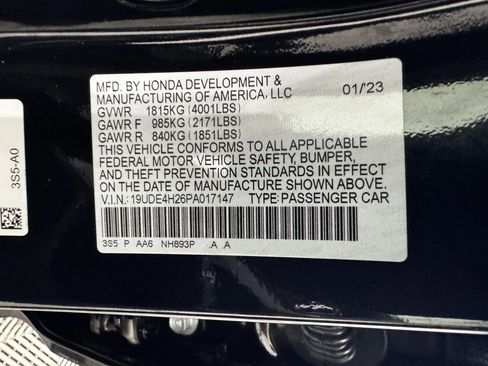 MFD. BY HONDA DEVELOPMENT &
MANUFACTURING OF AMERICA, LLC 01/'23
GVWR 1815KG (4001LBS)
GAWR F 985KG (2171LBS)
GAWR R 840KG (1851LBS)
THIS VEHICLE CONFORMS TO ALL APPLICABLE
FEDERAL MOTOR VEHICLE SAFETY, BUMPER,
AND THEFT PREVENTION STANDARDS IN EFFECT
ON THE DATE OF MANUFACTURE SHOWN ABOVE.
V.I.N.: 19UDE4H26PA017147 TYPE:PASSENGER CAR
3S5 P AA6 NH893P .A .A
3S5-A0